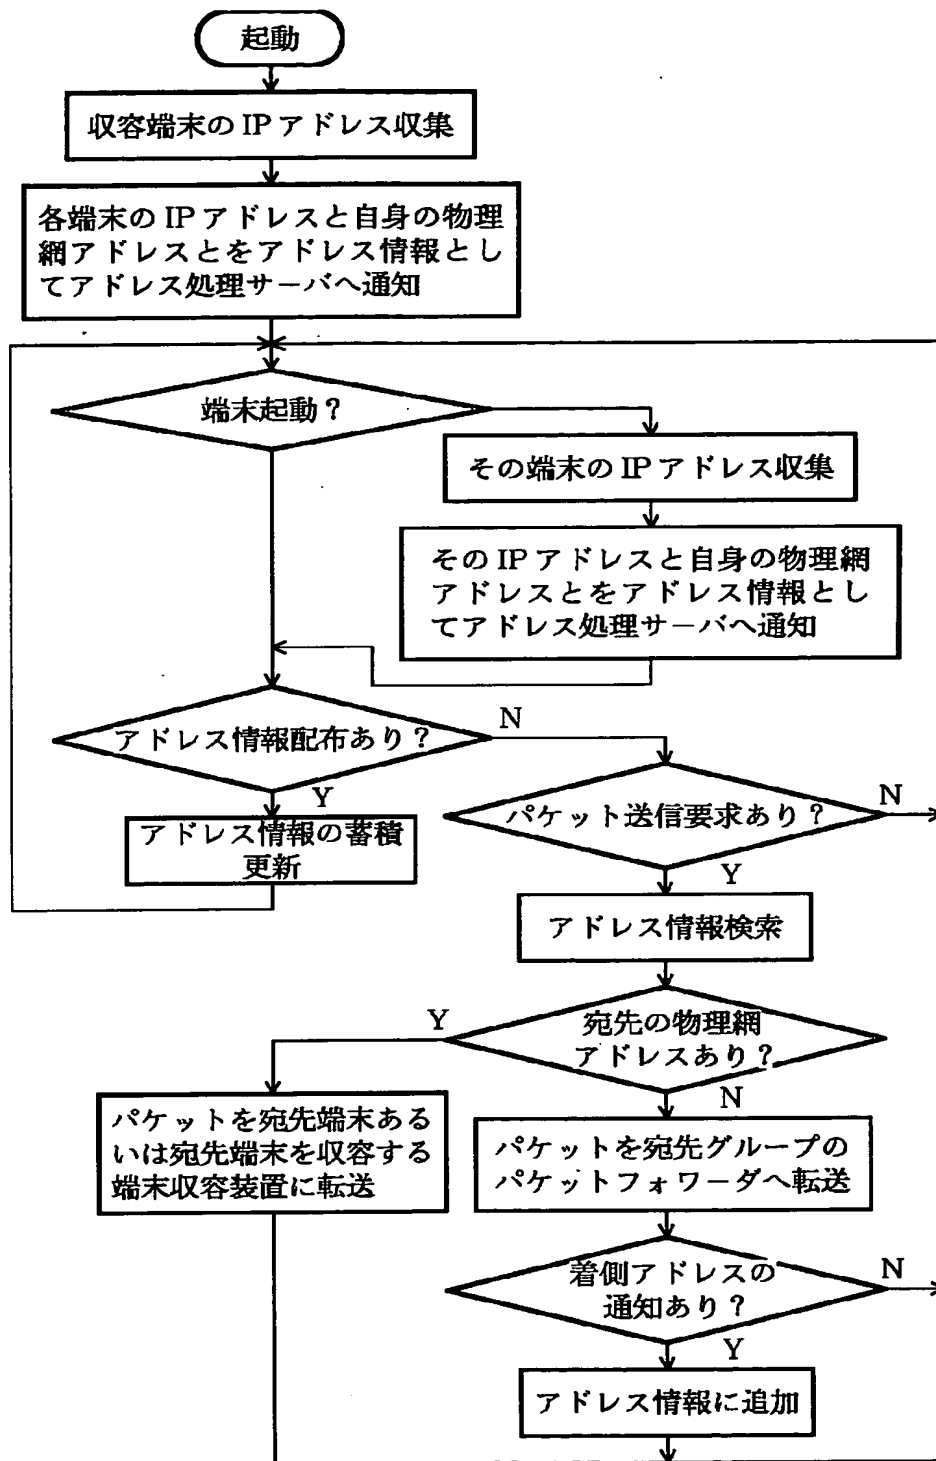 起動
収容端末の IP アドレス収集
各端末の IP アドレスと自身の物理
網アドレスとをアドレス情報とし
てアドレス処理サーバへ通知
端末起動？
その端末の IP アドレス収集
その IP アドレスと自身の物理網
アドレスとをアドレス情報とし
てアドレス処理サーバへ通知
アドレス情報配布あり？
N
Y
アドレス情報の蓄積
更新
パケット送信要求あり？
N
Y
アドレス情報検索
宛先の物理網
アドレスあり？
Y
N
パケットを宛先端末ある
いは宛先端末を収容する
端末収容装置に転送
パケットを宛先グループの
パケットフォワーダへ転送
着側アドレスの
通知あり？
N
Y
アドレス情報に追加